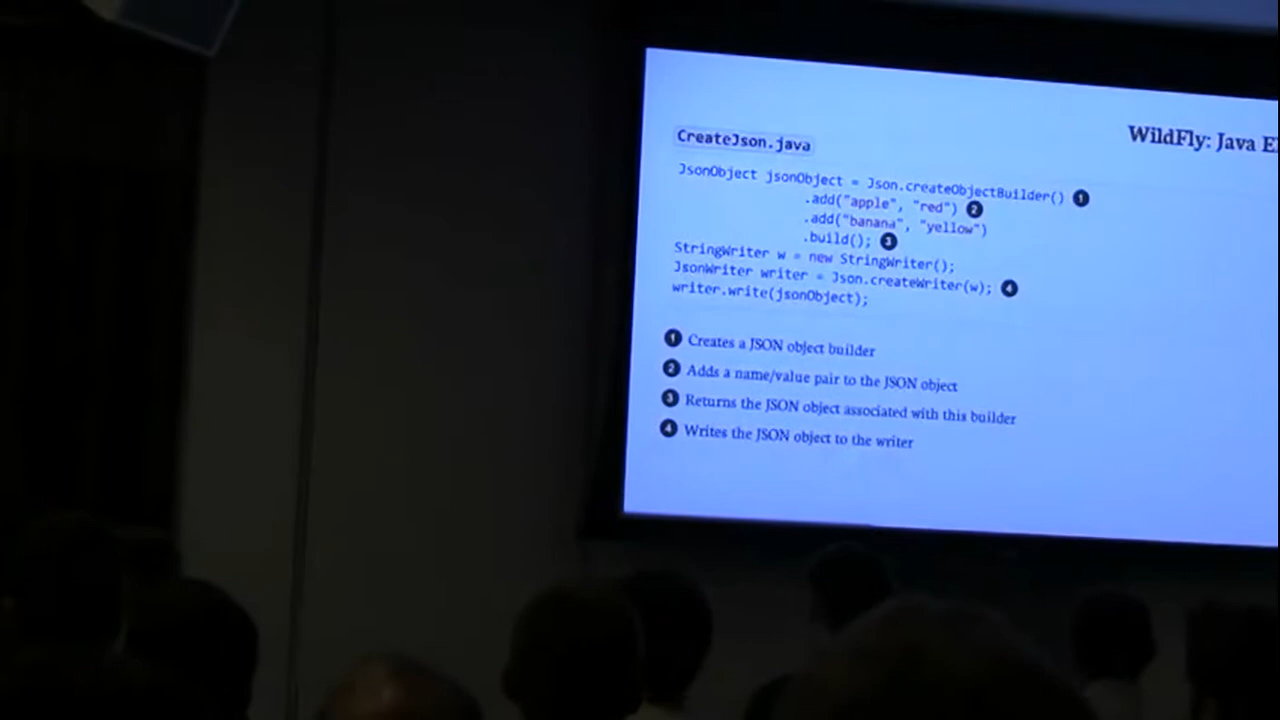 WildFly: Java E
CreateJson.java
JsonObject jsonObject = Json.createObjectBuilder() 1
.add("apple", "red") 2
.add("banana", "yellow")
.build(); 3
StringWriter w = new StringWriter();
JsonWriter writer = Json.createWriter(w); 4
writer.write(jsonObject);
1 Creates a JSON object builder
2 Adds a name/value pair to the JSON object
3 Returns the JSON object associated with this builder
4 Writes the JSON object to the writer